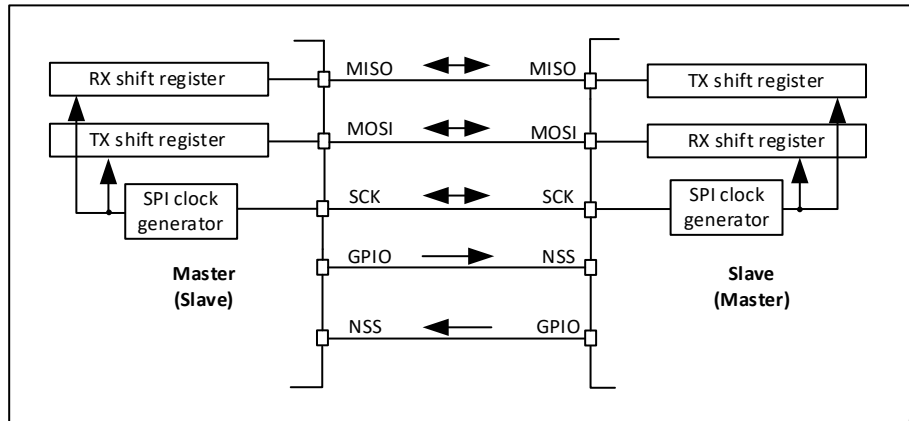 RX shift register
MISO
MISO
TX shift register
TX shift register
MOSI
MOSI
RX shift register
SPI clock
generator
SCK
SCK
SPI clock
generator
GPIO
NSS
Master
(Slave)
Slave
(Master)
NSS
GPIO